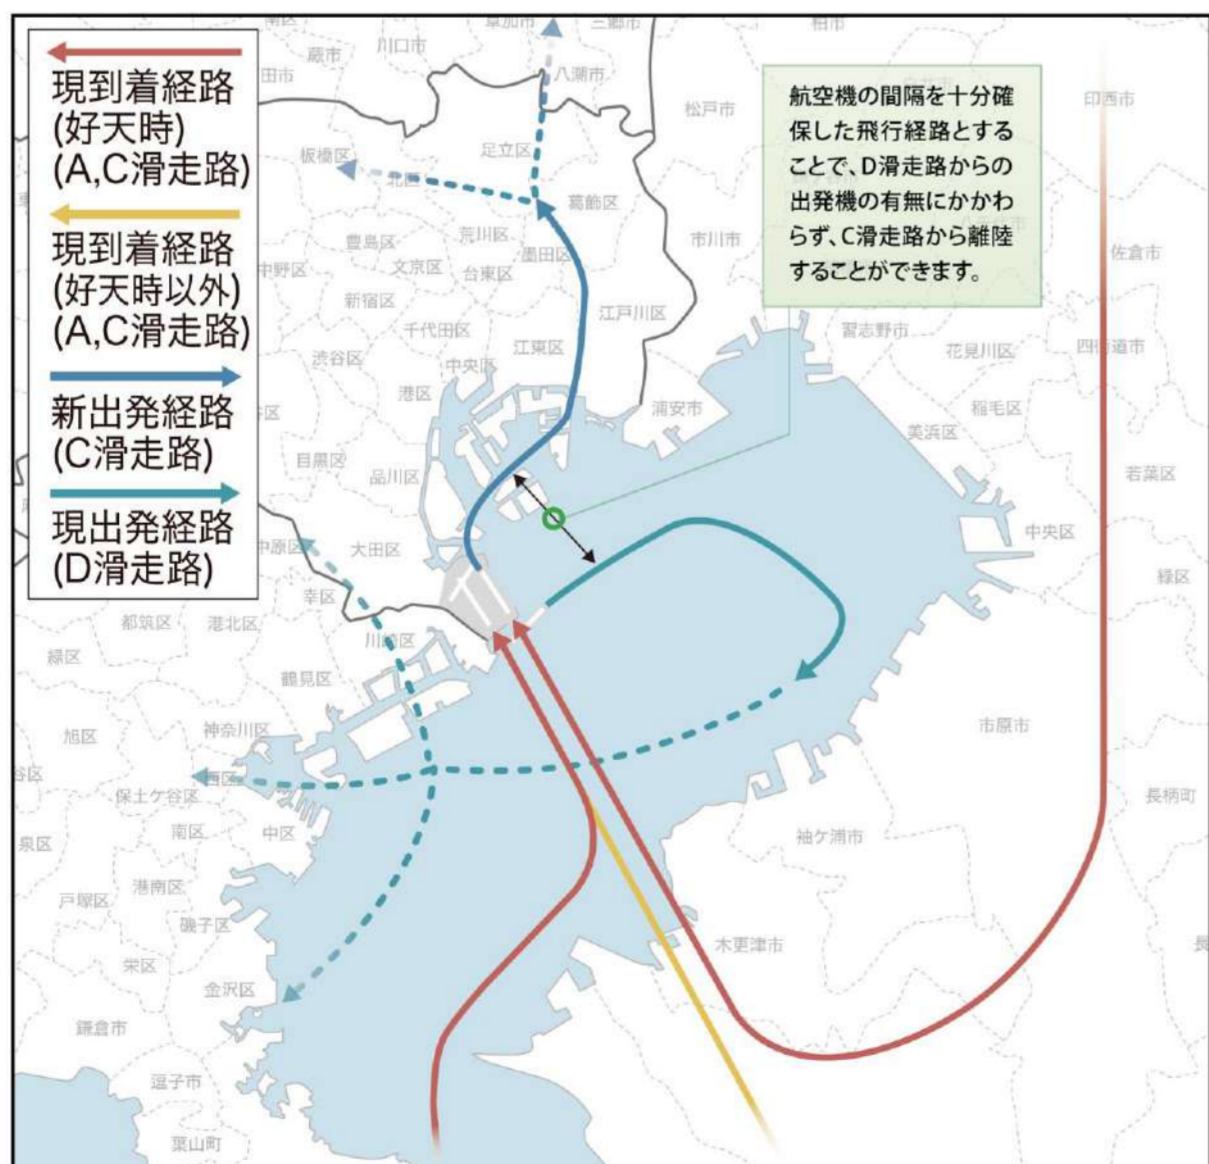 現到着経路
(好天時)
(A,C滑走路)
現到着経路
(好天時以外)
(A,C滑走路)
新出発経路
(C滑走路)
現出発経路
(D滑走路)
航空機の間隔を十分確
保した飛行経路とする
ことで、D滑走路からの
出発機の有無にかかわ
らず、C滑走路から離陸
することができます。
草加市
三郷市
柏市
川口市
蔵市
田市
八潮市
松戸市
印西市
足立区
板橋区
北区
葛飾区
市川市
佐倉市
豊島区
荒川区
墨田区
中野区
文京区
台東区
新宿区
江戸川区
千代田区
江東区
習志野市
渋谷区
中央区
花見川区
四街道市
港区
浦安市
稲毛区
谷区
美浜区
目黒区
品川区
若葉区
中原区
大田区
中央区
幸区
緑区
都筑区
港北区
川崎区
緑区
鶴見区
旭区
神奈川区
市原市
谷区
西区
保土ケ谷区
長柄町
泉区
南区
中区
袖ケ浦市
港南区
戸塚区
磯子区
木更津市
長
栄区
金沢区
鎌倉市
逗子市
葉山町